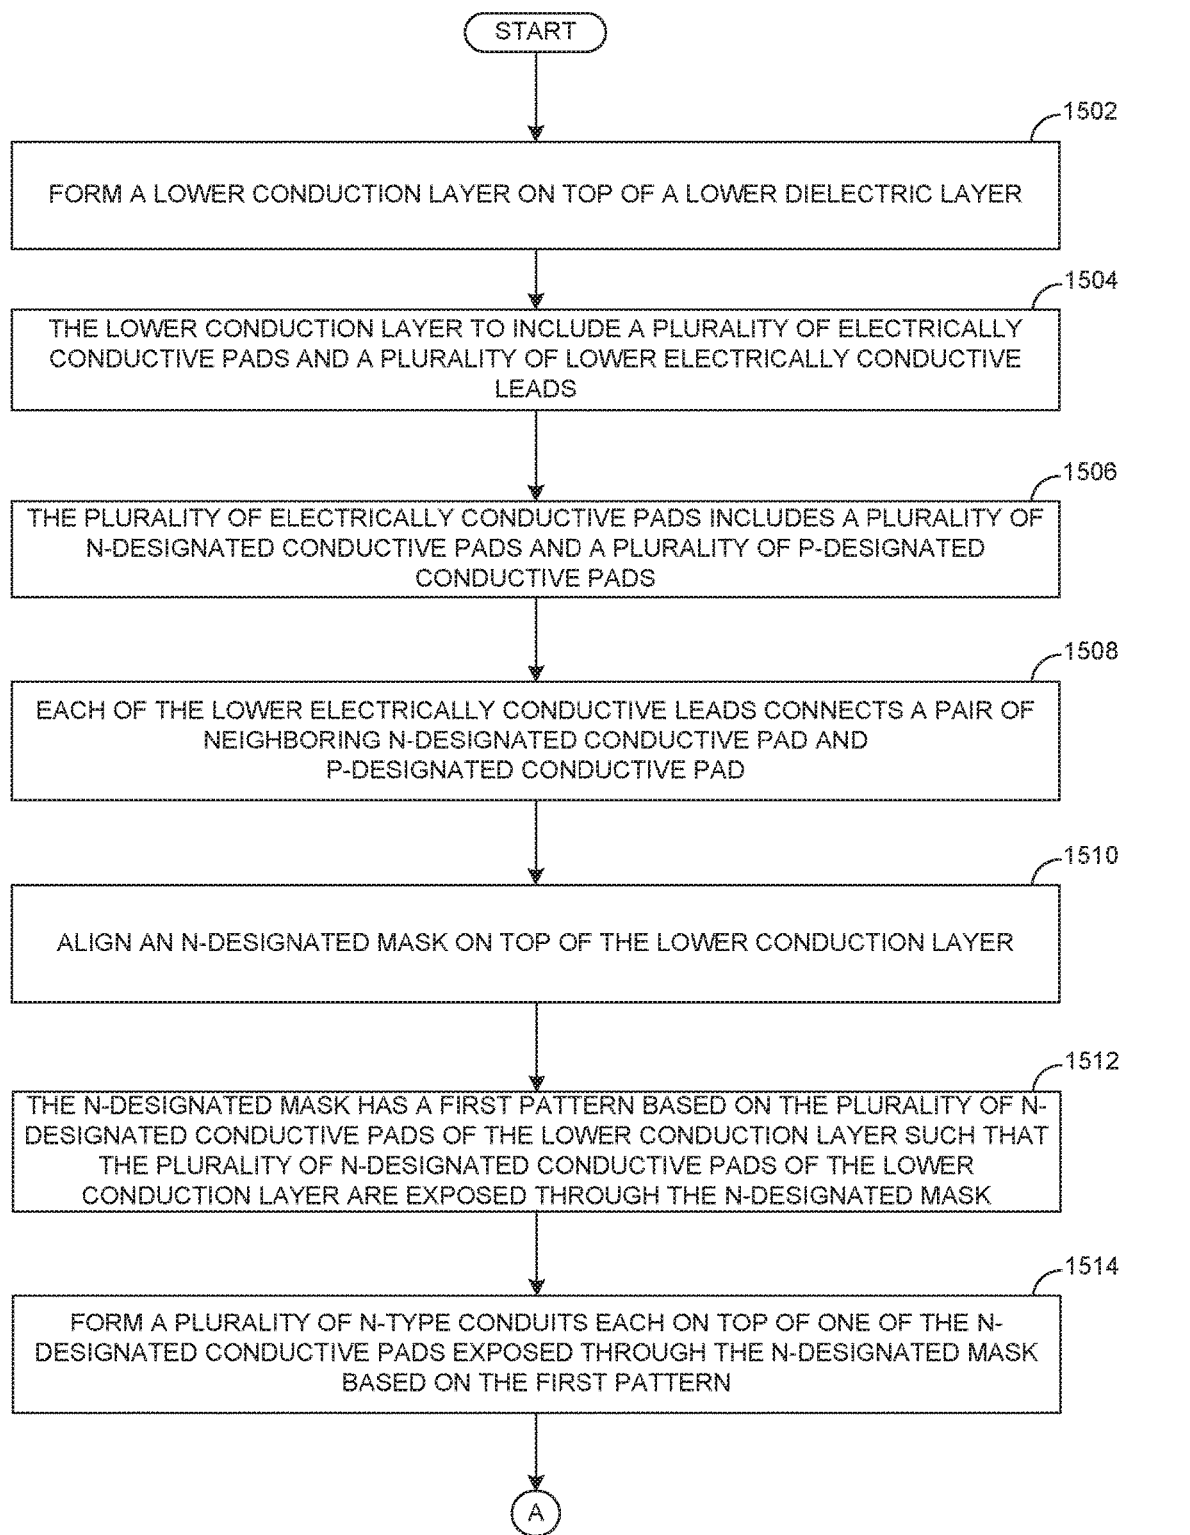 START
1502
FORM A LOWER CONDUCTION LAYER ON TOP OF A LOWER DIELECTRIC LAYER
1504
THE LOWER CONDUCTION LAYER TO INCLUDE A PLURALITY OF ELECTRICALLY
CONDUCTIVE PADS AND A PLURALITY OF LOWER ELECTRICALLY CONDUCTIVE
LEADS
1506
THE PLURALITY OF ELECTRICALLY CONDUCTIVE PADS INCLUDES A PLURALITY OF
N-DESIGNATED CONDUCTIVE PADS AND A PLURALITY OF P-DESIGNATED
CONDUCTIVE PADS
1508
EACH OF THE LOWER ELECTRICALLY CONDUCTIVE LEADS CONNECTS A PAIR OF
NEIGHBORING N-DESIGNATED CONDUCTIVE PAD AND
P-DESIGNATED CONDUCTIVE PAD
1510
ALIGN AN N-DESIGNATED MASK ON TOP OF THE LOWER CONDUCTION LAYER
1512
THE N-DESIGNATED MASK HAS A FIRST PATTERN BASED ON THE PLURALITY OF N-
DESIGNATED CONDUCTIVE PADS OF THE LOWER CONDUCTION LAYER SUCH THAT
THE PLURALITY OF N-DESIGNATED CONDUCTIVE PADS OF THE LOWER
CONDUCTION LAYER ARE EXPOSED THROUGH THE N-DESIGNATED MASK
1514
FORM A PLURALITY OF N-TYPE CONDUITS EACH ON TOP OF ONE OF THE N-
DESIGNATED CONDUCTIVE PADS EXPOSED THROUGH THE N-DESIGNATED MASK
BASED ON THE FIRST PATTERN
A